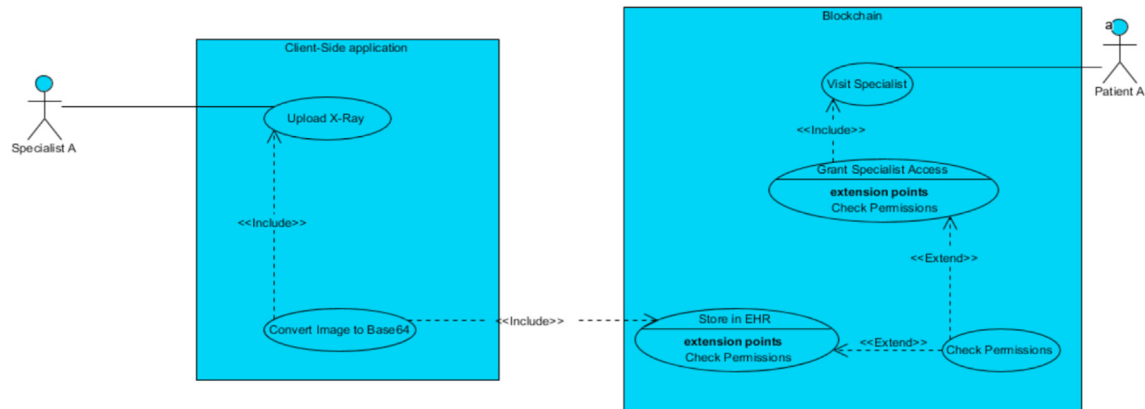 Blockchain
a
Client-Side application
Visit Specialist
Patient A
Upload X-Ray
<<Include>>
Specialist A
Grant Specialist Access
extension points
Check Permissions
<<Include>>
<<Extend>>
Store in EHR
<<Include>>
Convert Image to Base64
extension points
<<Extend>>
Check Permissions
Check Permissions